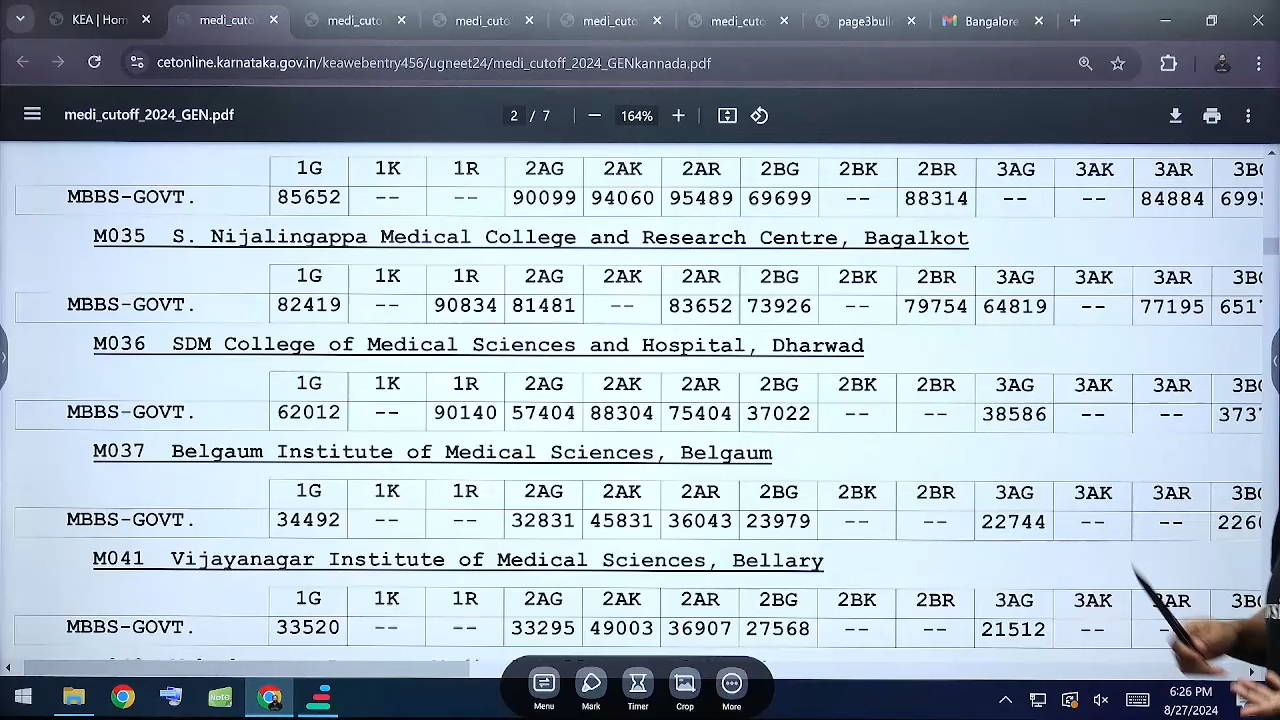 KEA | Hom
medi_cuto
medi_cuto
medi_cuto
medi_cuto
medi_cuto
page3bull
Bangalore
cetonline.karnataka.gov.in/keawebentry456/ugneet24/medi_cutoff_2024_GENkannada.pdf
medi_cutoff_2024_GEN.pdf
2 / 7
164%
1G 1K 1R 2AG 2AK 2AR 2BG 2BK 2BR 3AG 3AK 3AR
MBBS-GOVT. 85652 -- -- 90099 94060 95489 69699 -- 88314 -- -- 84884
M035 S. Nijalingappa Medical College and Research Centre, Bagalkot
1G 1K 1R 2AG 2AK 2AR 2BG 2BK 2BR 3AG 3AK 3AR
MBBS-GOVT. 82419 -- 90834 81481 -- 83652 73926 -- 79754 64819 -- 77195
M036 SDM College of Medical Sciences and Hospital, Dharwad
1G 1K 1R 2AG 2AK 2AR 2BG 2BK 2BR 3AG 3AK 3AR
MBBS-GOVT. 62012 -- 90140 57404 88304 75404 37022 -- -- 38586 -- --
M037 Belgaum Institute of Medical Sciences, Belgaum
1G 1K 1R 2AG 2AK 2AR 2BG 2BK 2BR 3AG 3AK 3AR
MBBS-GOVT. 34492 -- -- 32831 45831 36043 23979 -- -- 22744 -- --
M041 Vijayanagar Institute of Medical Sciences, Bellary
1G 1K 1R 2AG 2AK 2AR 2BG 2BK 2BR 3AG 3AK 3AR
MBBS-GOVT. 33520 -- -- 33295 49003 36907 27568 -- -- 21512 --
Menu Mark Timer Crop More
Note
6:26 PM
8/27/2024